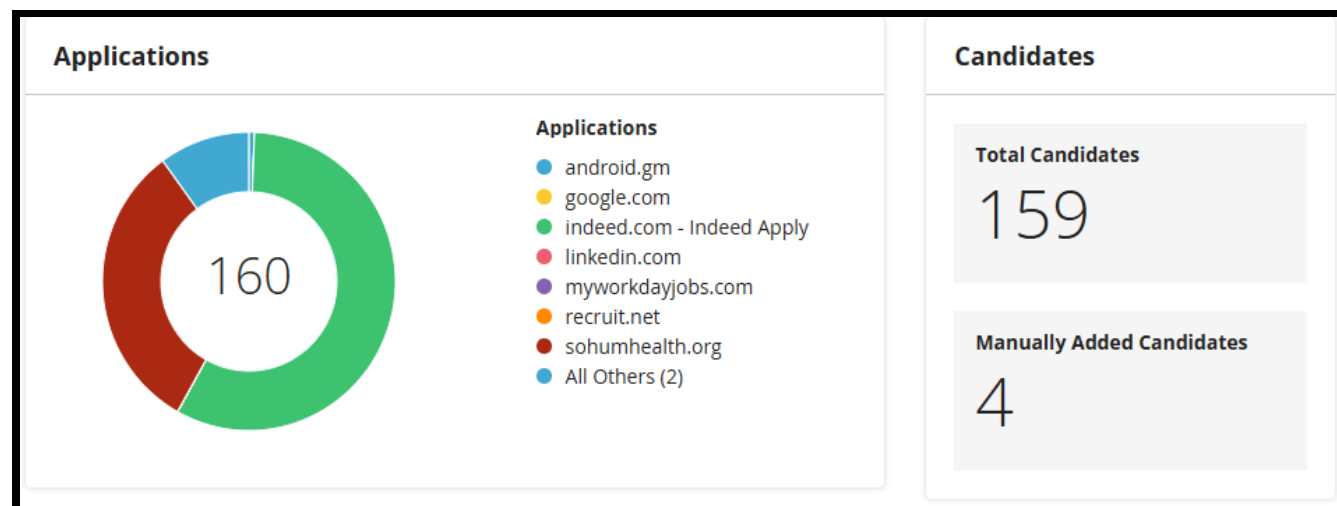 Applications
160
Applications
android.gm
google.com
indeed.com - Indeed Apply
linkedin.com
myworkdayjobs.com
recruit.net
sohumhealth.org
All Others (2)
Candidates
Total Candidates
159
Manually Added Candidates
4